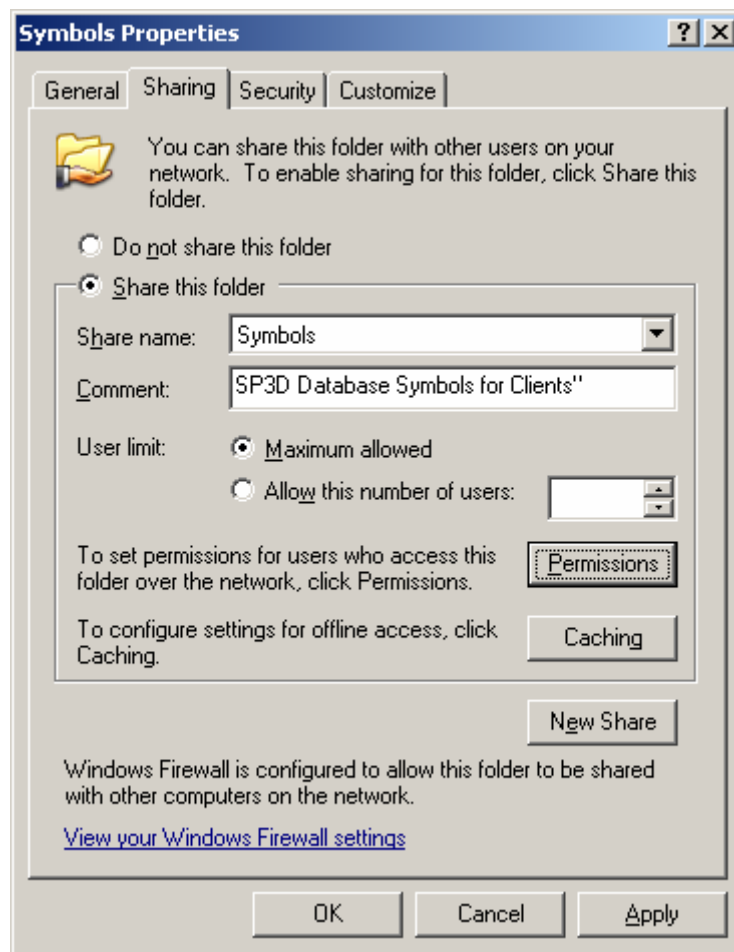 Symbols Properties
General Sharing Security Customize
You can share this folder with other users on your
network. To enable sharing for this folder, click Share this
folder.
Do not share this folder
Share this folder
Share name: Symbols
Comment: SP3D Database Symbols for Clients"
User limit: Maximum allowed
Allow this number of users:
To set permissions for users who access this
folder over the network, click Permissions.
Permissions
To configure settings for offline access, click
Caching.
Caching
New Share
Windows Firewall is configured to allow this folder to be shared
with other computers on the network.
View your Windows Firewall settings
OK Cancel Apply